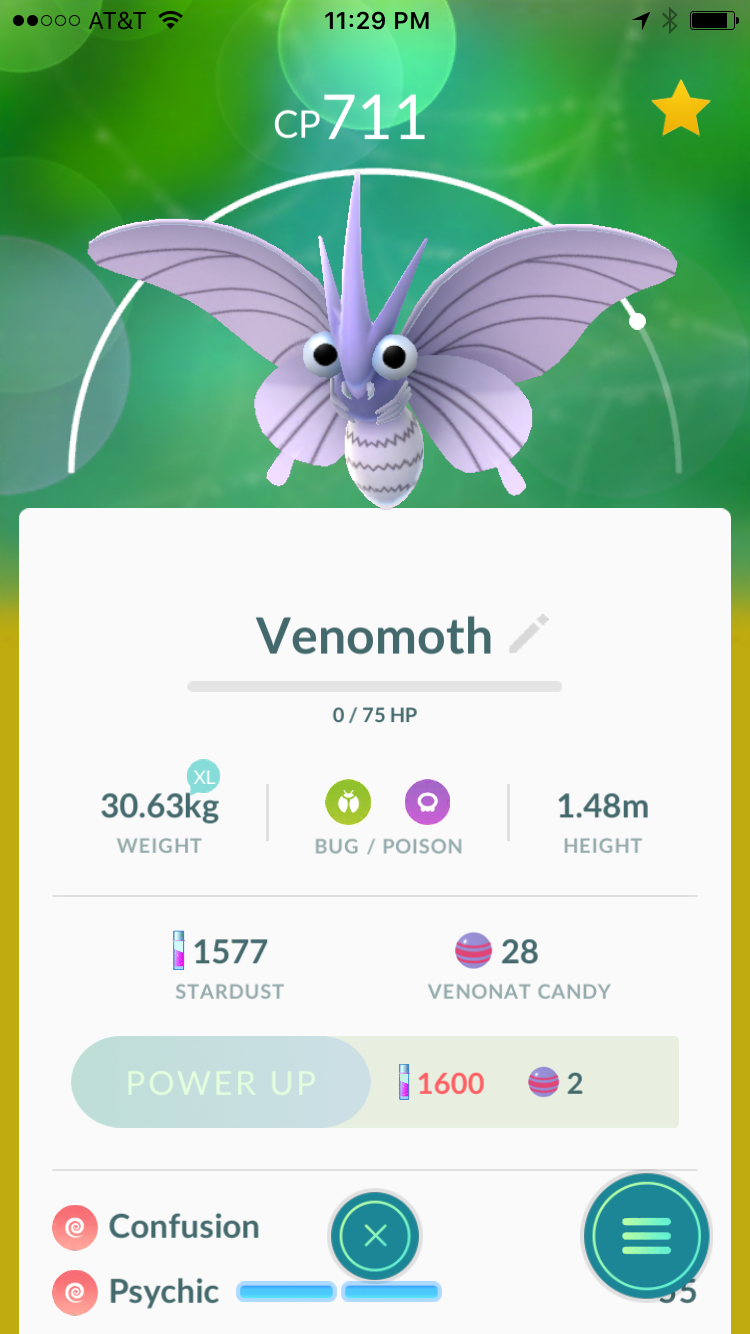 AT&T 11:29 PM
CP711
Venomoth
0 / 75 HP
XL
30.63kg 1.48m
WEIGHT BUG / POISON HEIGHT
1577 28
STARDUST VENONAT CANDY
POWER UP 1600 2
Confusion
Psychic